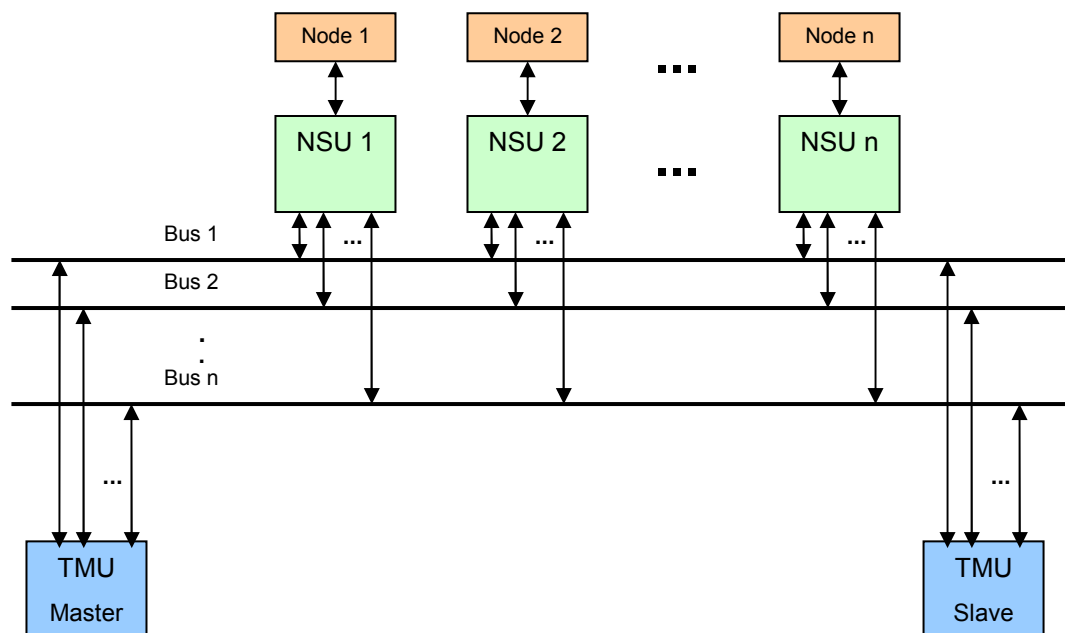 Node 1
Node 2
Node n
...
NSU 1
NSU 2
NSU n
...
Bus 1
...
...
...
Bus 2
.
.
Bus n
...
...
TMU
Master
TMU
Slave